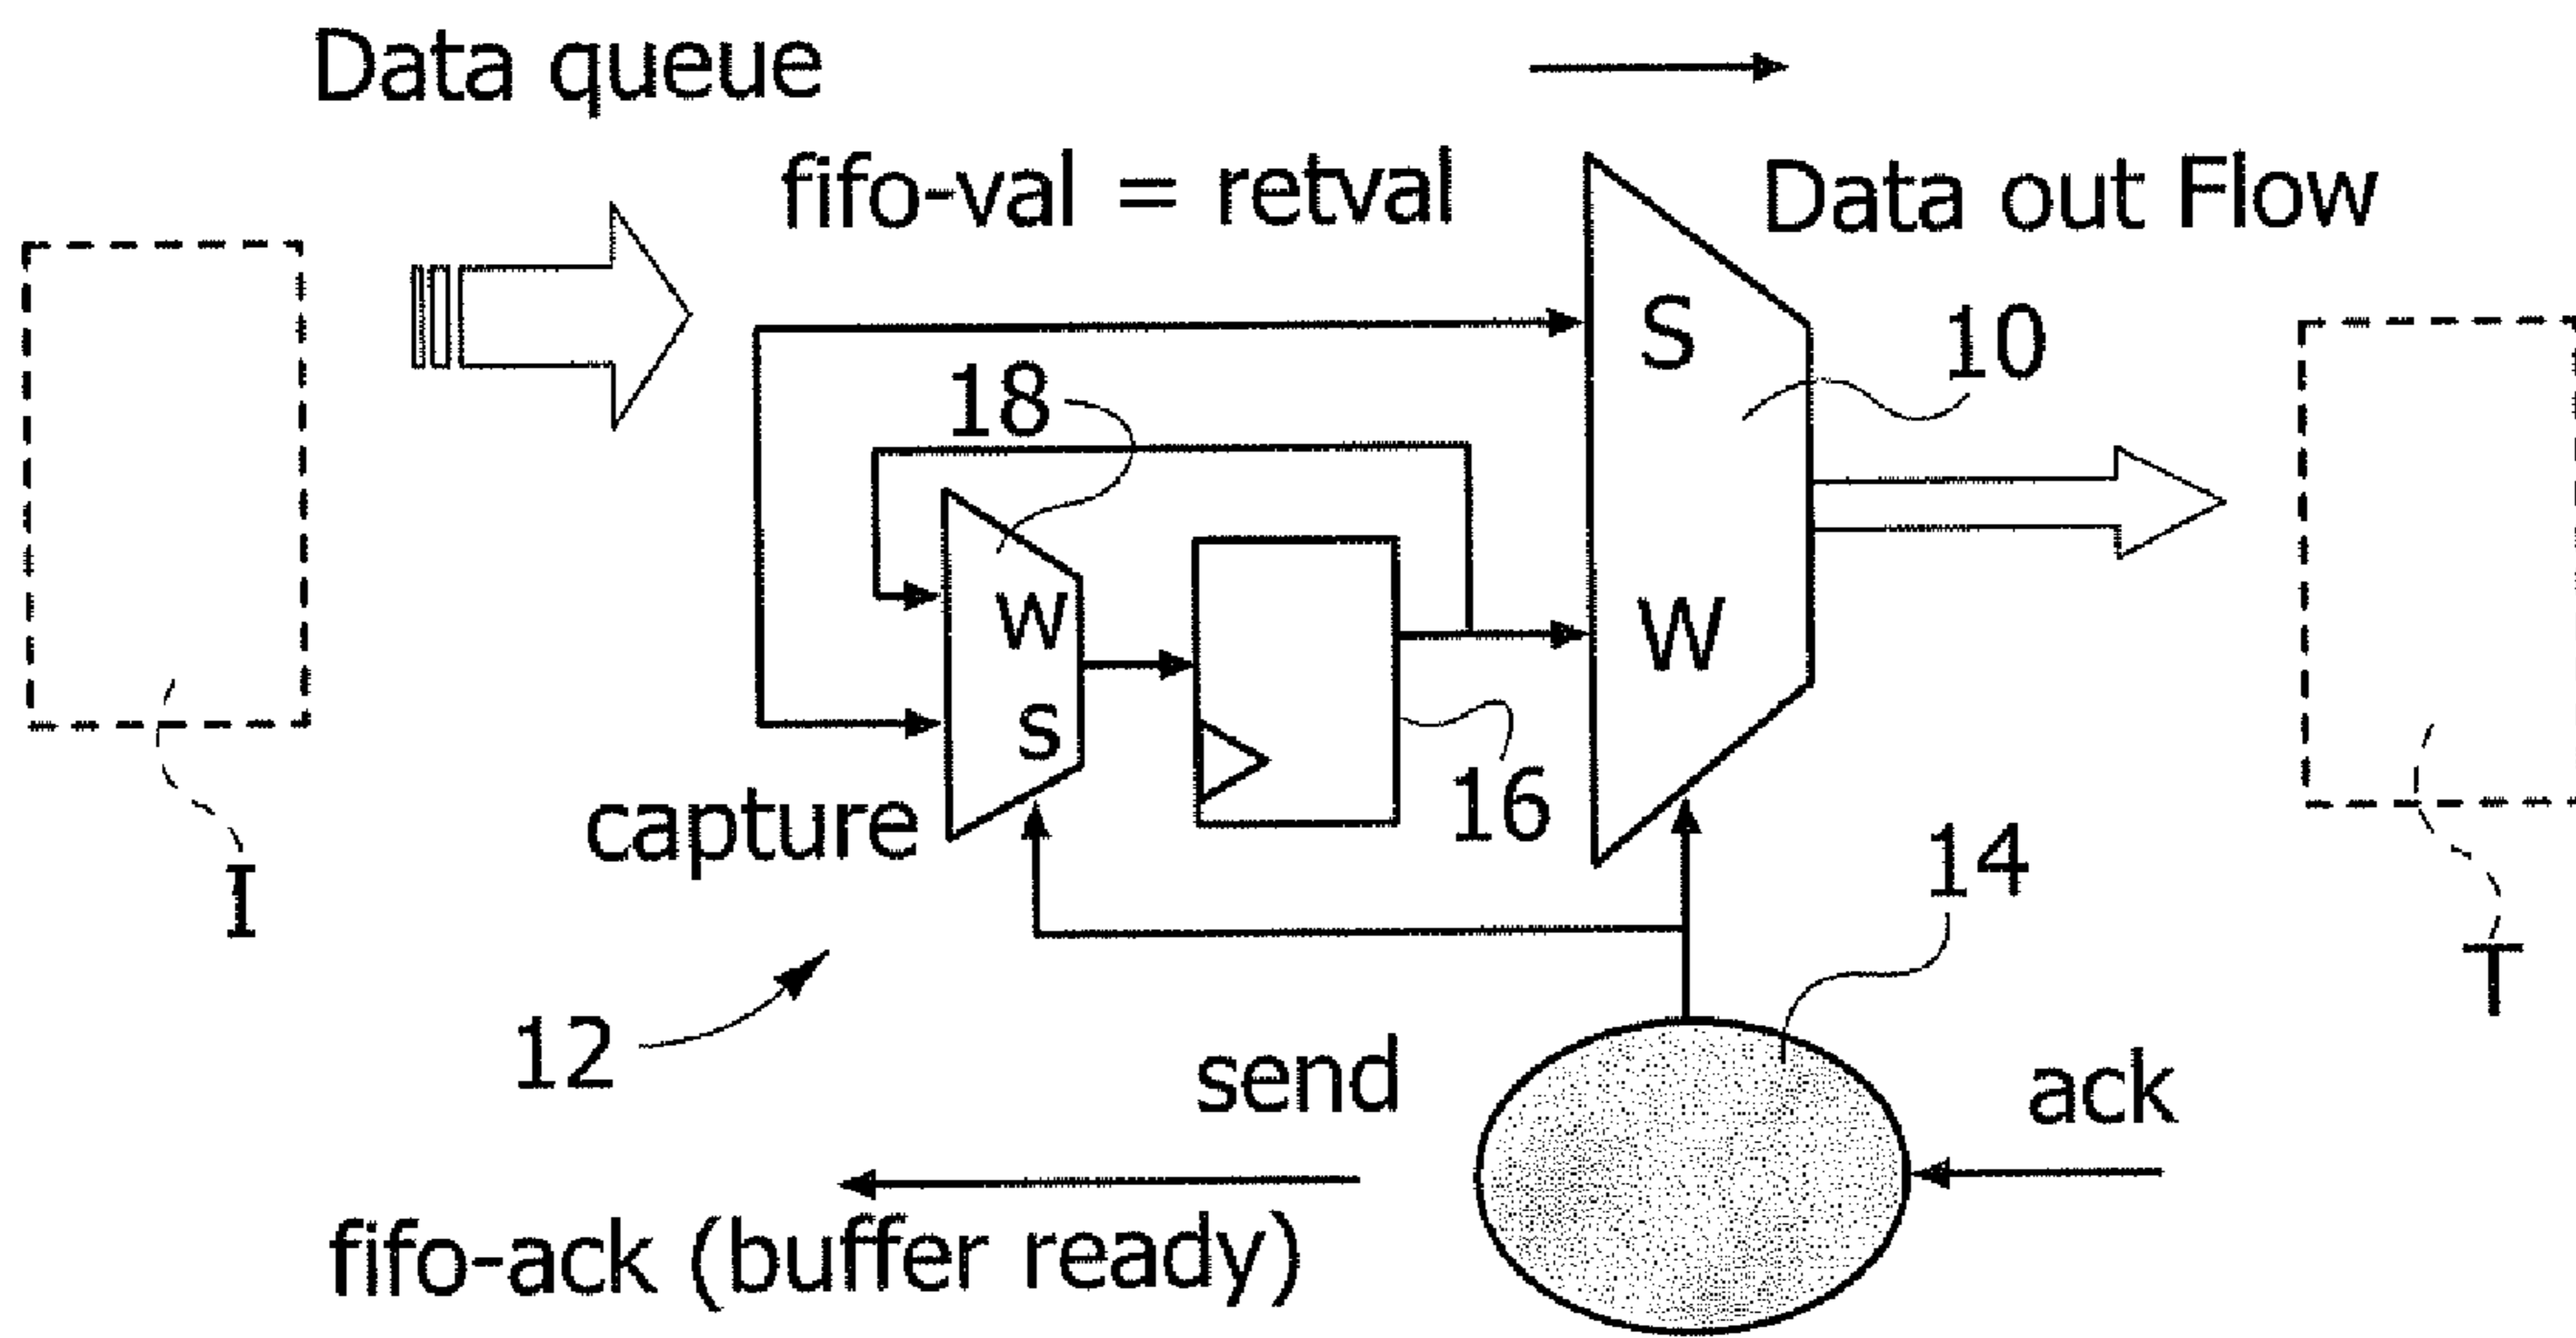 Data queue
fifo-val = retval
Data out Flow
S
10
18
W
W
s
capture
16
I
14
T
12
send
ack
fifo-ack (buffer ready)